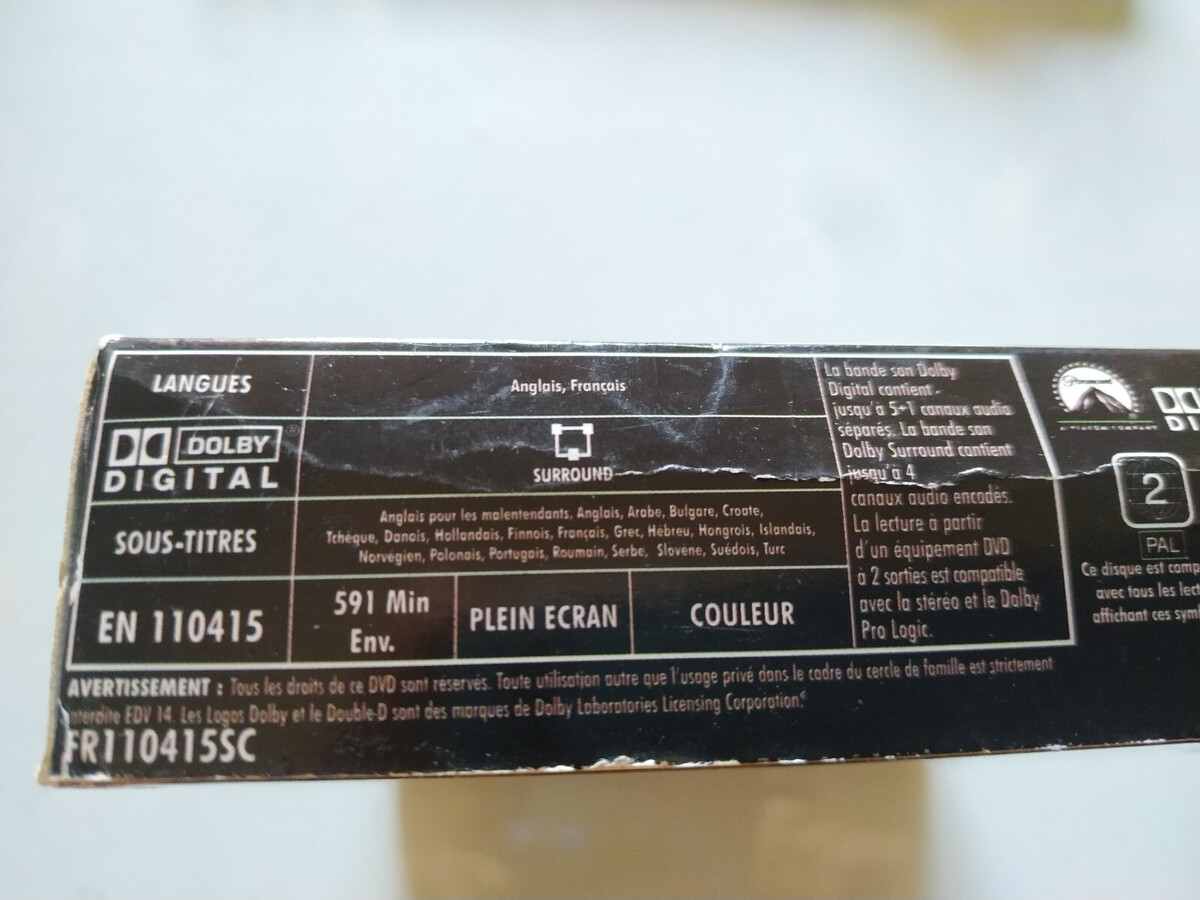 LANGUES
Anglais, Français
DOLBY
DIGITAL
SURROUND
SOUS-TITRES
Anglais pour les malentendants, Anglais, Arabe, Bulgare, Croate,
Tchéque, Danois, Hollandais, Finnois, Français, Grec, Hébreu, Hongrois, Islandais,
Norvégien, Polonais, Portugais, Roumain, Serbe, Slovène, Suédois, Turc
EN 110415
591 Min
Env.
PLEIN ECRAN
COULEUR
La bande son Dolby
Digital contient
jusqu'à 5+1 canaux audio
séparés. La bande son
Dolby Surround contient
jusqu'à 4
canaux audio encodés.
La lecture à partir
d'un équipement DVD
à 2 sorties est compatible
avec la stéréo et le Dolby
Pro Logic.
2
PAL
Ce disque est comp
avec tous les lect
affichant ces sym
AVERTISSEMENT : Tous les droits de ce DVD sont réservés. Toute utilisation autre que l'usage privé dans le cadre du cercle de famille est strictement
interdite EDV 14. Les Logos Dolby et le Double-D sont des marques de Dolby Laboratories Licensing Corporation.
FR110415SC